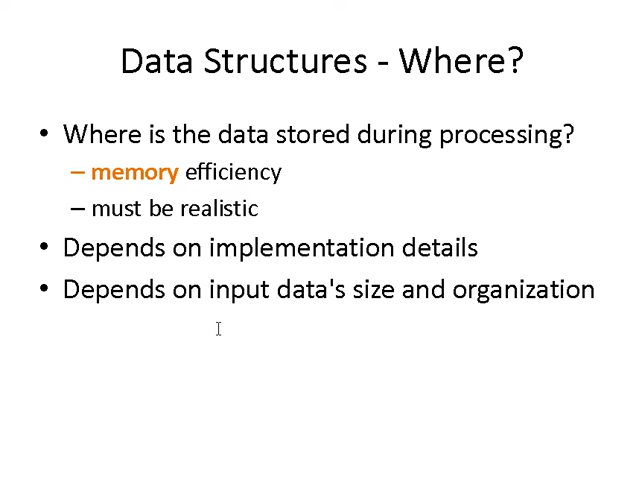 Data Structures - Where?
• Where is the data stored during processing?
– memory efficiency
– must be realistic
• Depends on implementation details
• Depends on input data's size and organization